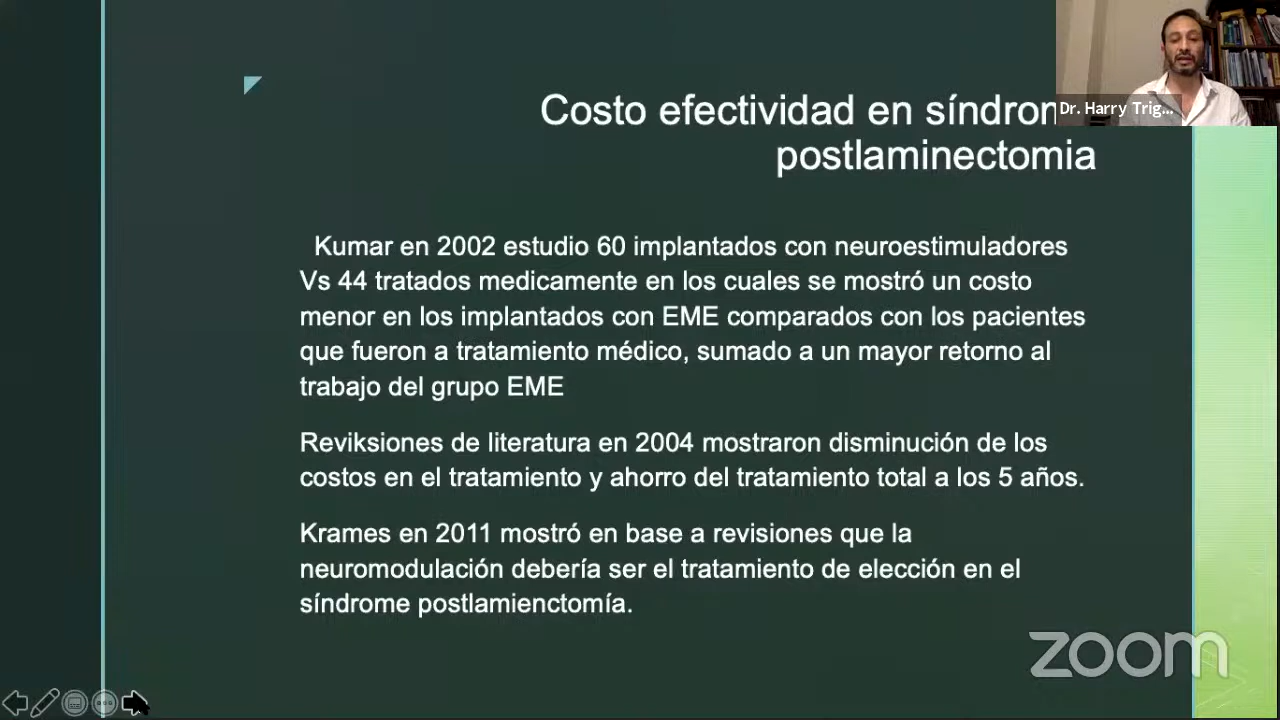 Costo efectividad en síndrom
postlaminectomia
Dr. Harry Trig...
Kumar en 2002 estudio 60 implantados con neuroestimuladores
Vs 44 tratados medicamente en los cuales se mostró un costo
menor en los implantados con EME comparados con los pacientes
que fueron a tratamiento médico, sumado a un mayor retorno al
trabajo del grupo EME
Reviksiones de literatura en 2004 mostraron disminución de los
costos en el tratamiento y ahorro del tratamiento total a los 5 años.
Krames en 2011 mostró en base a revisiones que la
neuromodulación debería ser el tratamiento de elección en el
síndrome postlamienctomía.
zoom